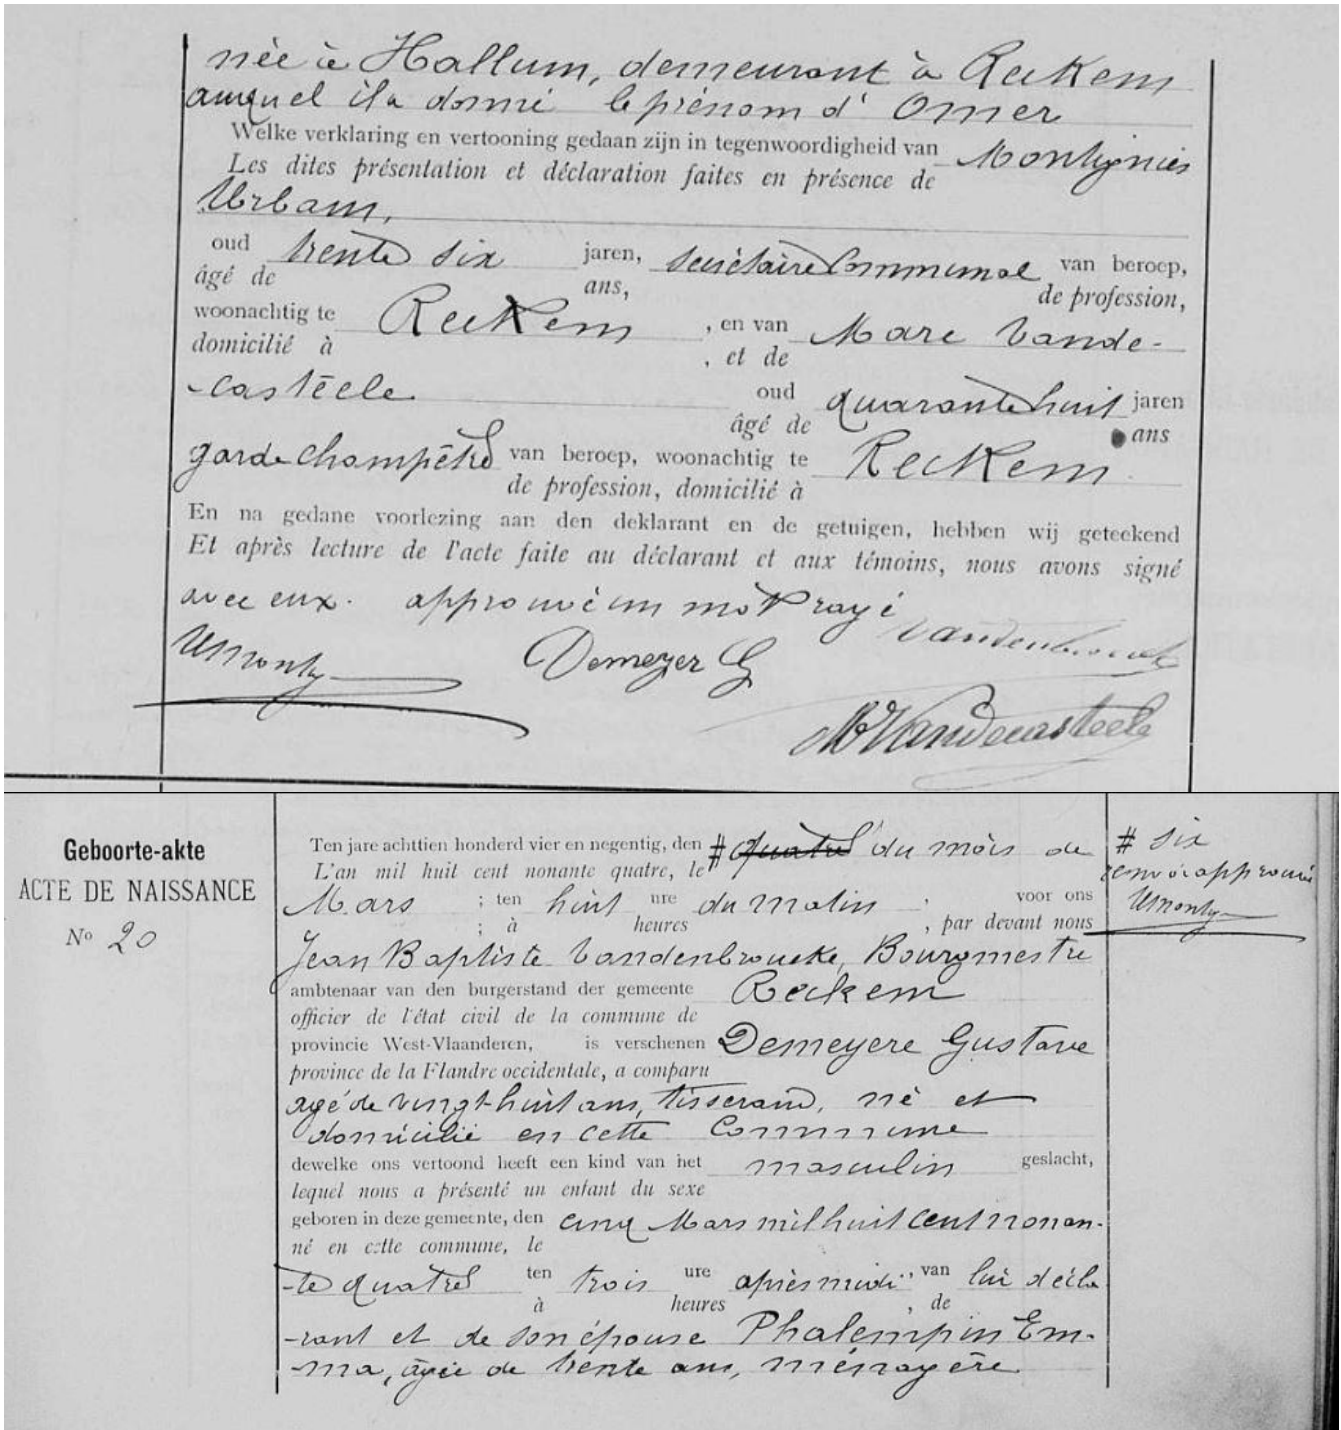 née à Hallum, demeurant à Reckem
auquel il a donné le prénom d' Omer
Welke verklaring en vertooning gedaan zijn in tegenwoordigheid van
Les dites présentation et déclaration faites en présence de Montignies
Urbain,
oud trente six jaren, secrétaire Communal van beroep,
âgé de ans, de profession,
woonachtig te Reckem , en van Marc Vande-
domicilié à , et de
-casteele oud quarante huit jaren
âgé de ans
garde champêtre van beroep, woonachtig te Reckem
de profession, domicilié à
En na gedane voorlezing aan den deklarant en de getuigen, hebben wij geteekend
Et après lecture de l'acte faite au déclarant et aux témoins, nous avons signé
avec eux. approuvé un mot rayé
UMonty Demeyer G Vandenbroucke
M Vandecasteele
Geboorte-akte
ACTE DE NAISSANCE
No 20
Ten jare achttien honderd vier en negentig, den # quatre du mois de
L'an mil huit cent nonante quatre, le
Mars ; ten huit ure du matin , voor ons
; à heures , par devant nous
Jean Baptiste Vandenbroucke, Bourgmestre
ambtenaar van den burgerstand der gemeente Reckem
officier de l'état civil de la commune de
provincie West-Vlaanderen, is verschenen Demeyere Gustave
province de la Flandre occidentale, a comparu
agé de vingt-huit ans, tisserand, né et
domicilié en cette Commune
dewelke ons vertoond heeft een kind van het masculin geslacht,
lequel nous a présenté un enfant du sexe
geboren in deze gemeente, den cinq Mars mil huit cent nonan-
né en cette commune, le
-te quatre ten trois ure après midi , van lui décla
à heures , de
-rant et de son épouse Phalempin Em-
-ma, âgée de trente ans, ménagère
# six
renvoi approuvé
UMonty